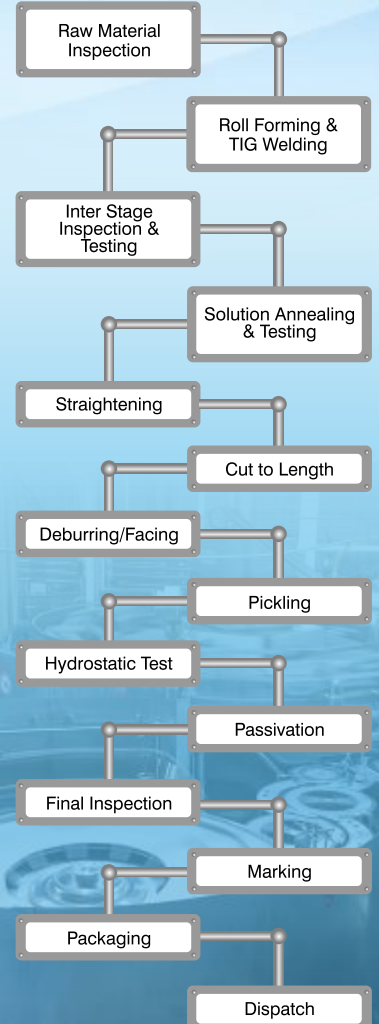 Raw Material
Inspection
Roll Forming &
TIG Welding
Inter Stage
Inspection &
Testing
Solution Annealing
& Testing
Straightening
Cut to Length
Deburring/Facing
Pickling
Hydrostatic Test
Passivation
Final Inspection
Marking
Packaging
Dispatch